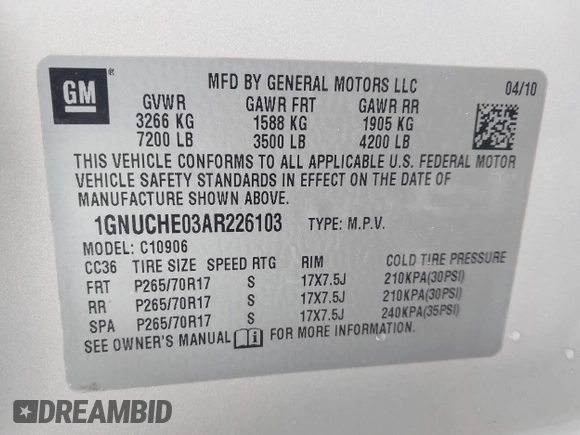 GM ®
MFD BY GENERAL MOTORS LLC 04/10
GVWR GAWR FRT GAWR RR
3266 KG 1588 KG 1905 KG
7200 LB 3500 LB 4200 LB
THIS VEHICLE CONFORMS TO ALL APPLICABLE U.S. FEDERAL MOTOR
VEHICLE SAFETY STANDARDS IN EFFECT ON THE DATE OF
MANUFACTURE SHOWN ABOVE.
1GNUCHE03AR226103 TYPE: M.P.V.
MODEL: C10906
CC36 TIRE SIZE SPEED RTG RIM COLD TIRE PRESSURE
FRT P265/70R17 S 17X7.5J 210KPA(30PSI)
RR P265/70R17 S 17X7.5J 210KPA(30PSI)
SPA P265/70R17 S 17X7.5J 240KPA(35PSI)
SEE OWNER'S MANUAL i FOR MORE INFORMATION.
DREAMBID